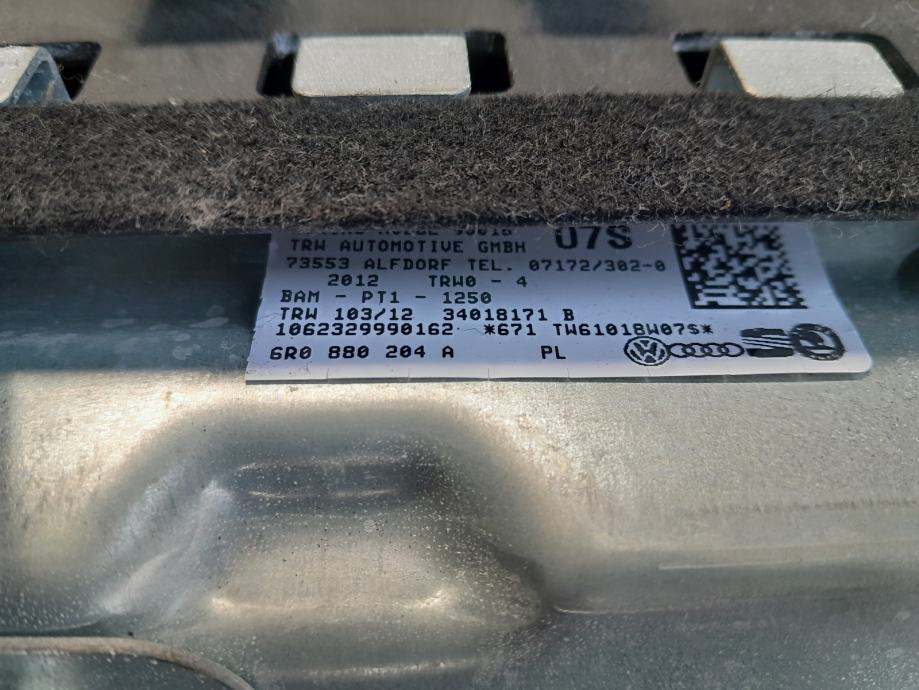 07S
TRW AUTOMOTIVE GMBH
73553 ALFDORF TEL. 07172/302-0
2012 TRW0 - 4
BAM - PT1 - 1250
TRW 103/12 34018171 B
1062329990162 *671 TW61018W07S*
6R0 880 204 A PL